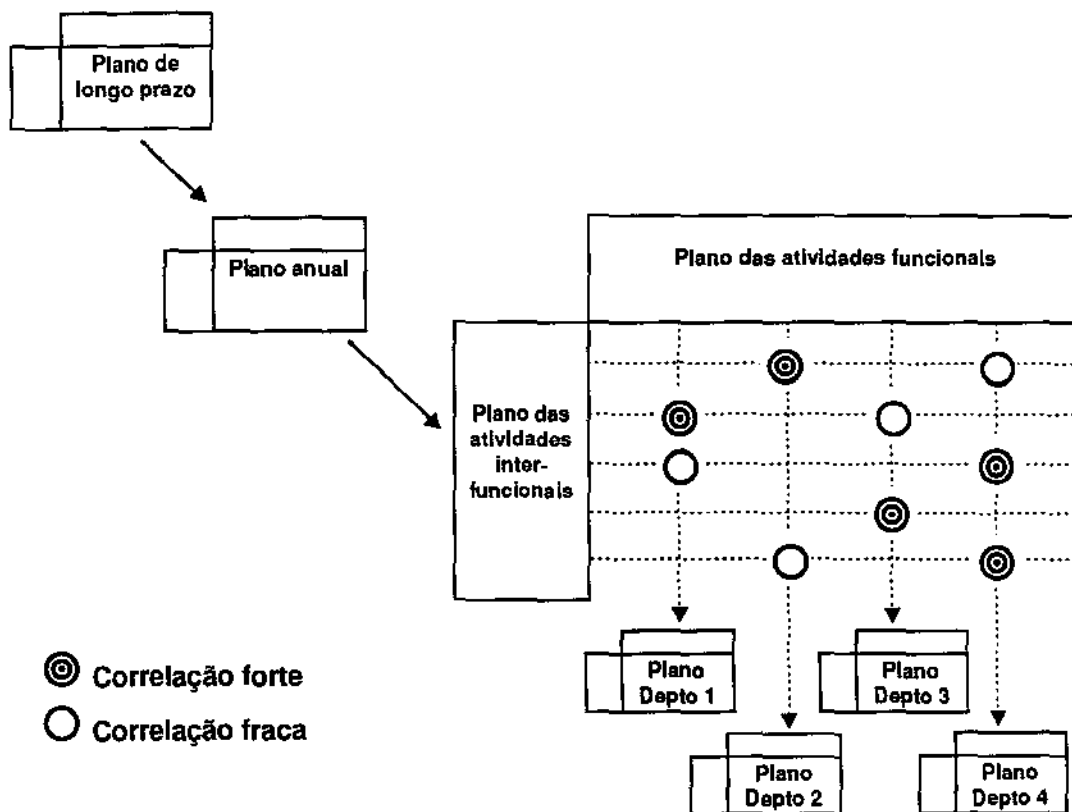 Plano de
longo prazo
Plano anual
Plano das atividades funcionais
Plano das
atividades
inter-
funcionais
Plano
Depto 1
Plano
Depto 3
Plano
Depto 2
Plano
Depto 4
Correlação forte
Correlação fraca